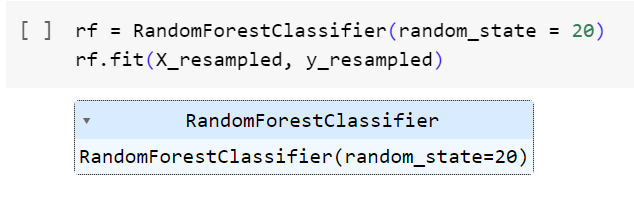 [ ] rf = RandomForestClassifier(random_state = 20)
rf.fit(X_resampled, y_resampled)
▾ RandomForestClassifier
RandomForestClassifier(random_state=20)